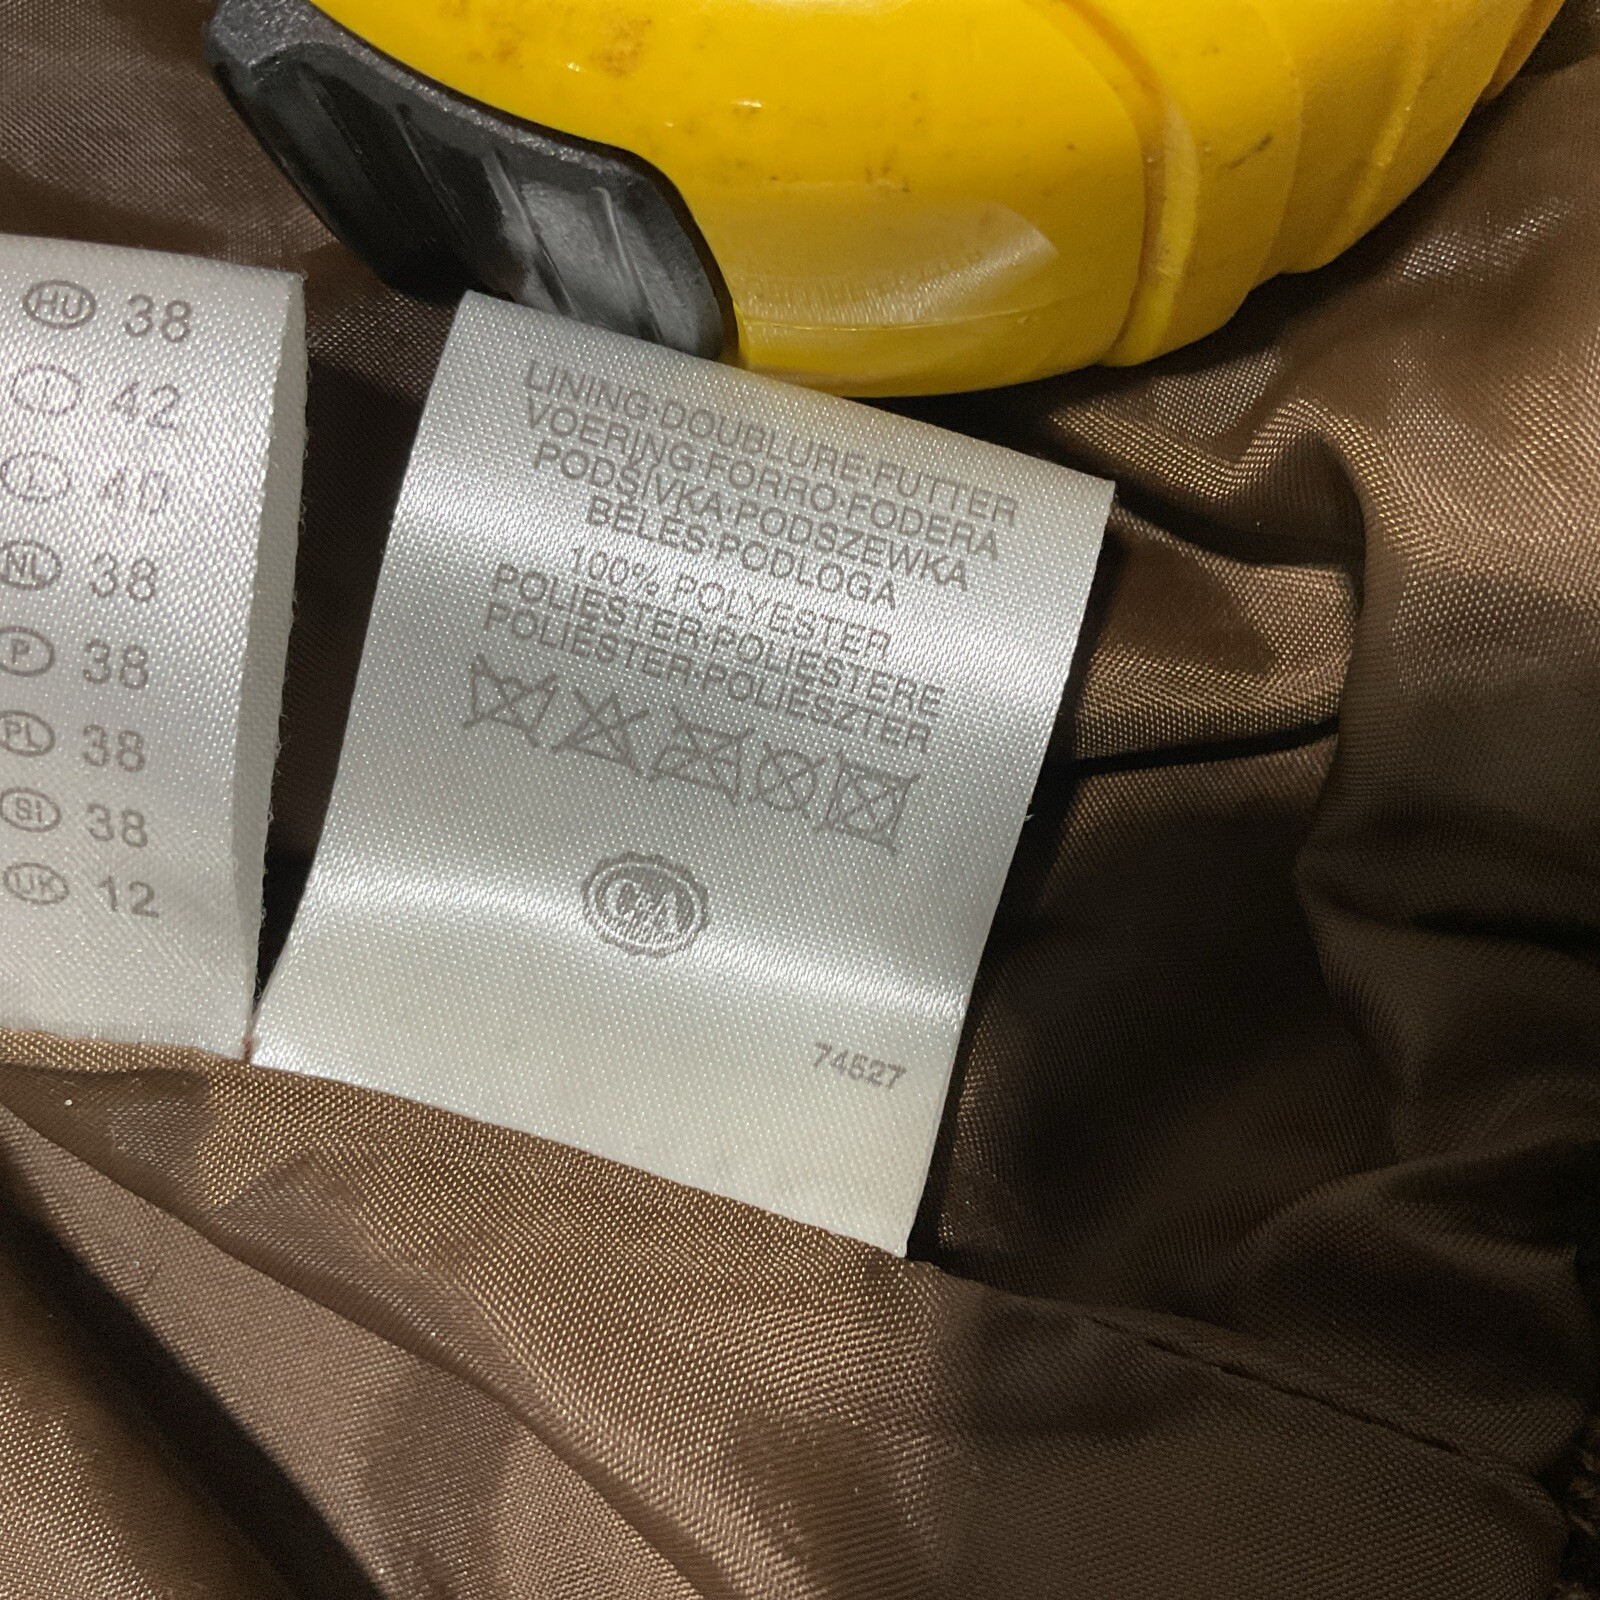 HU 38
42
40
NL 38
P 38
PL 38
SI 38
UK 12
LINING·DOUBLURE·FUTTER
VOERING·FORRO·FODERA
PODŠÍVKA·PODSZEWKA
BÉLÉS·PODLOGA
100% POLYESTER
POLIÉSTER·POLIESTERE
POLIESTER·POLIÉSZTER
C&A
74527